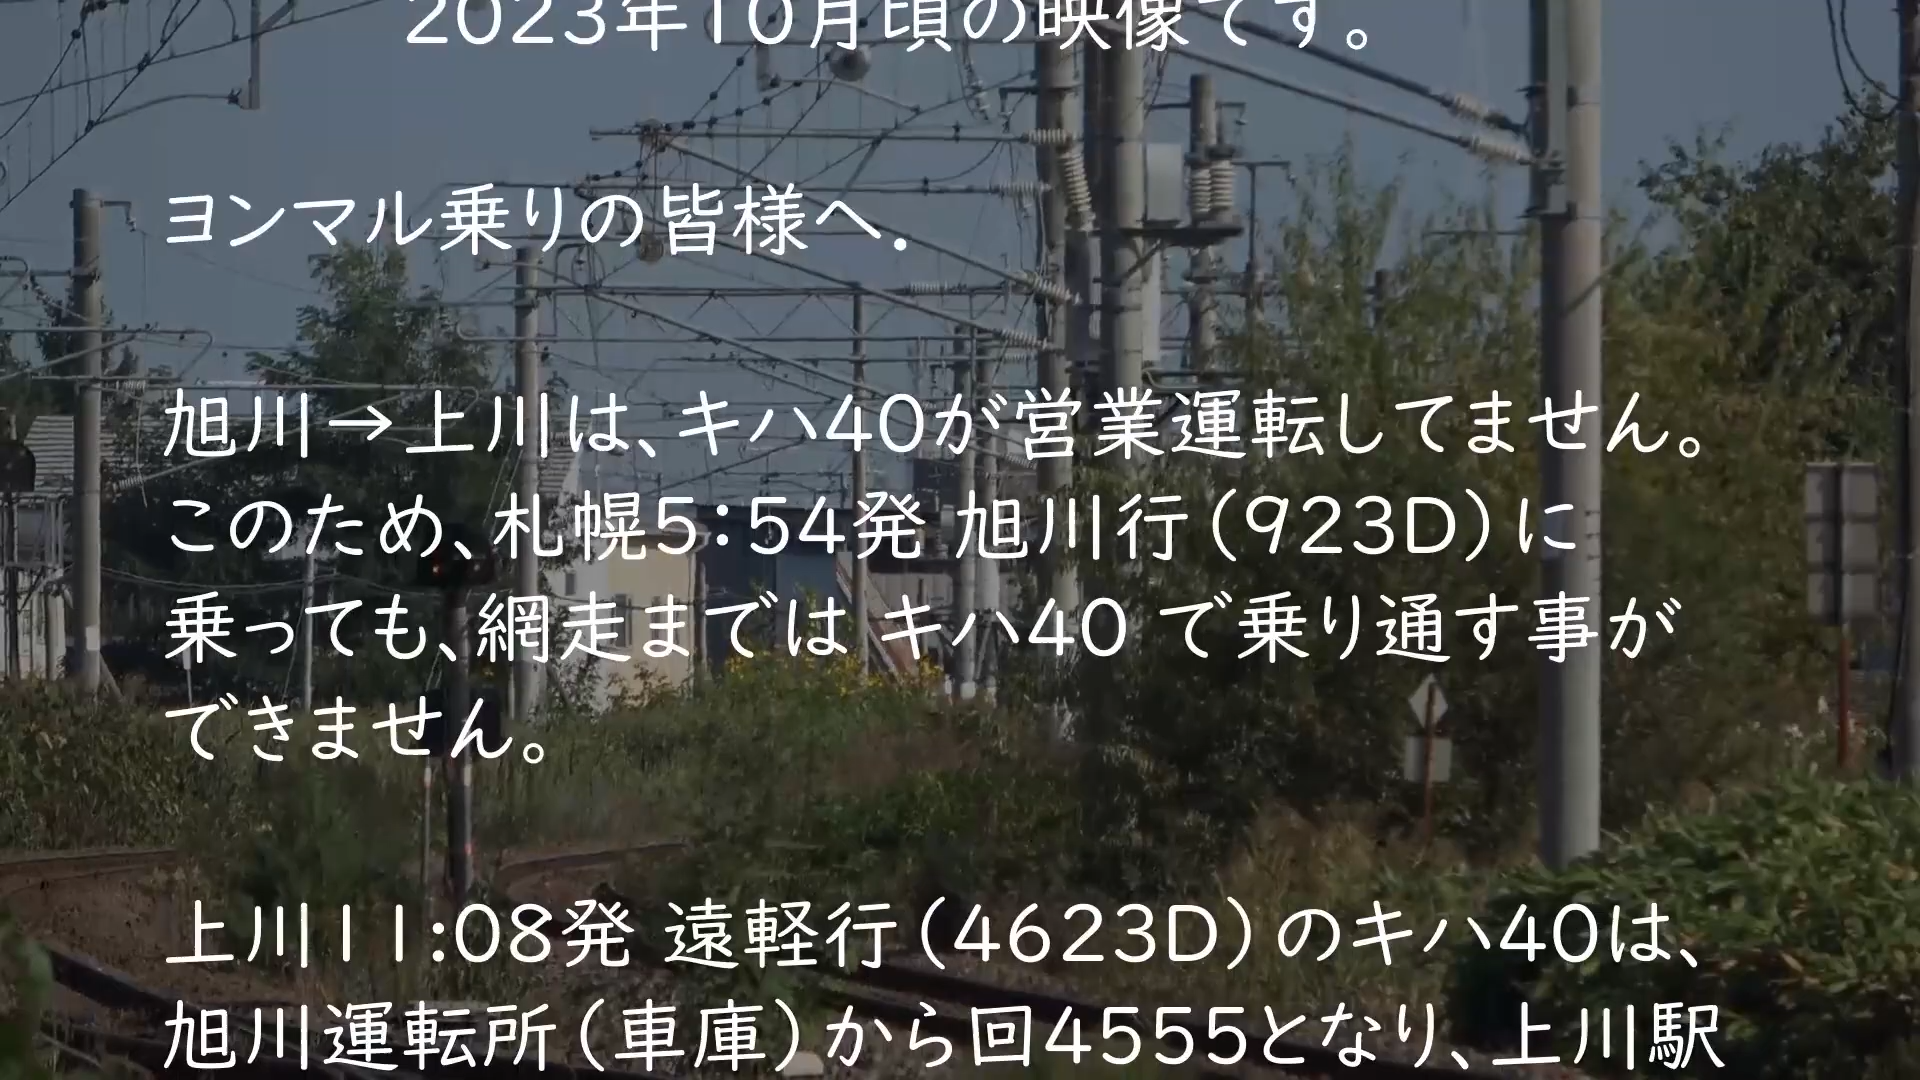 2023年10月頃の映像です。
ヨンマル乗りの皆様へ.
旭川→上川は、キハ40が営業運転してません。
このため、札幌5:54発 旭川行(923D)に
乗っても、網走までは キハ40 で乗り通す事が
できません。
上川11:08発 遠軽行(4623D)のキハ40は、
旭川運転所(車庫)から回4555となり、上川駅